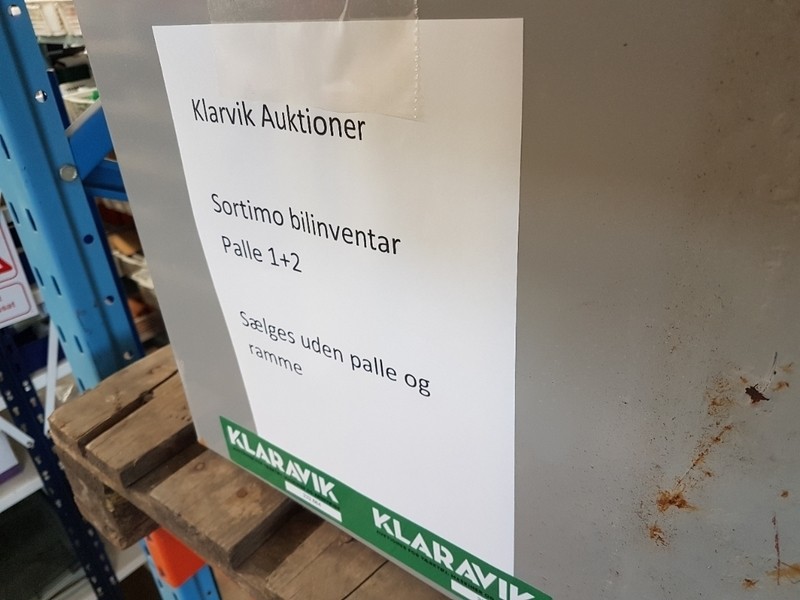 Klarvik Auktioner
Sortimo bilinventar
Palle 1+2
Sælges uden palle og
ramme
KLARAVIK
KLARAVIK